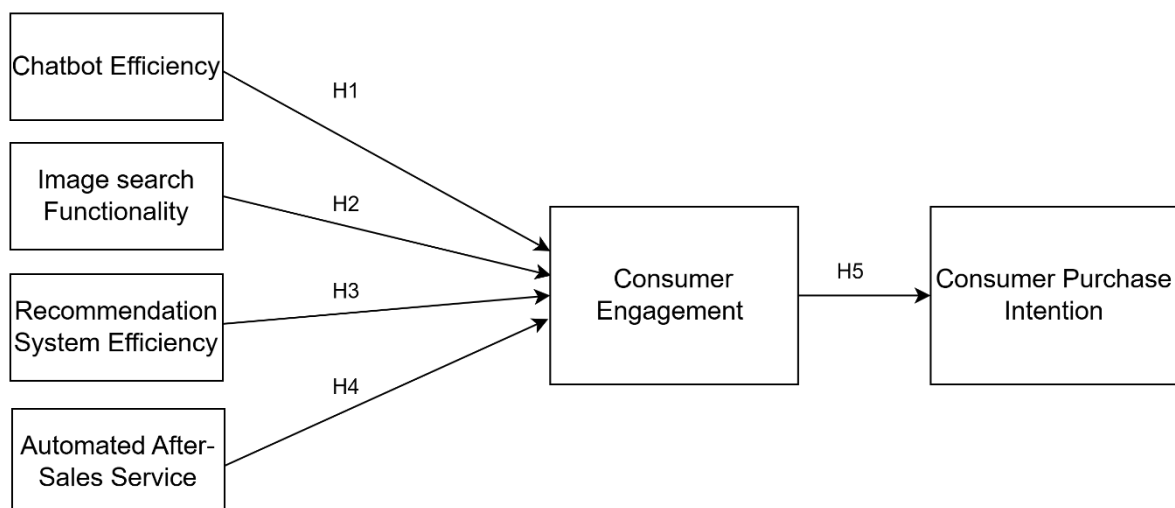 Chatbot Efficiency
H1
Image search
Functionality
H2
Recommendation
System Efficiency
H3
Automated After-
Sales Service
H4
Consumer
Engagement
H5
Consumer Purchase
Intention